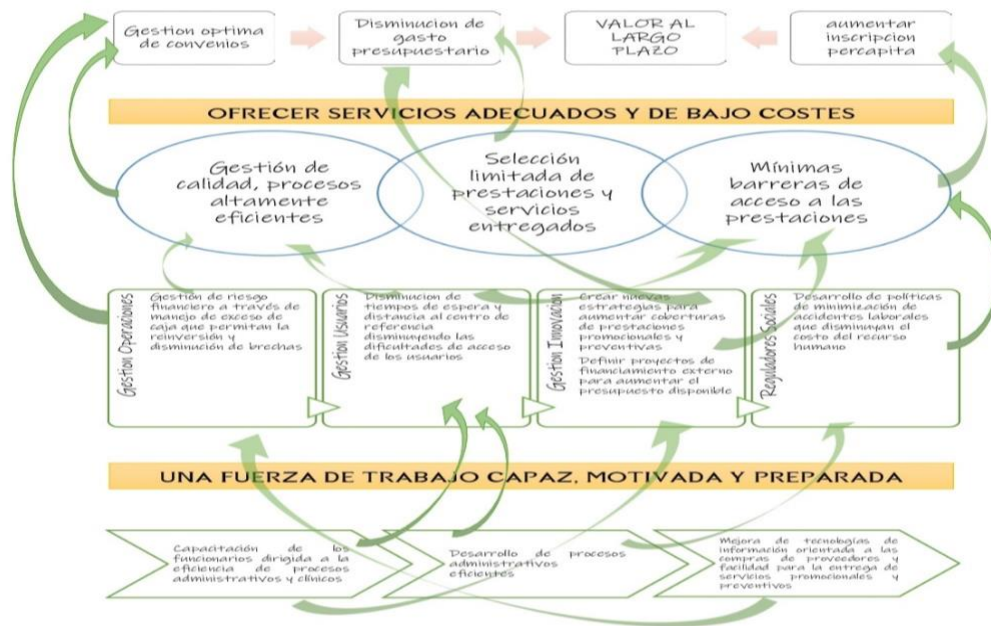 Gestion optima
de convenios
Disminucion de
gasto
presupuestario
VALOR AL
LARGO
PLAZO
aumentar
inscripcion
percapita
OFRECER SERVICIOS ADECUADOS Y DE BAJO COSTES
Gestión de
calidad, procesos
altamente
eficientes
Selección
limitada de
prestaciones y
servicios
entregados
Mínimas
barreras de
acceso a las
prestaciones
Gestion Operaciones
Gestión de riesgo
financiero a través de
manejo de exceso de
caja que permitan la
reinversión y
disminución de brechas
Gestion Usuarios
Disminucion de
tiempos de espera y
distancia al centro de
referencia
disminuyendo las
dificultades de acceso
de los usuarios
Gestion Innovacion
Crear nuevas
estrategias para
aumentar coberturas
de prestaciones
promocionales y
preventivas
Definir proyectos de
financiamiento externo
para aumentar el
presupuesto disponible
Reguladores Sociales
Desarrollo de políticas
de minimización de
accidentes laborales
que disminuyan el
costo del recurso
humano
UNA FUERZA DE TRABAJO CAPAZ, MOTIVADA Y PREPARADA
Capacitación de los
funcionarios dirigida a la
eficiencia de procesos
administrativos y clínicos
Desarrollo de procesos
administrativos
eficientes
Mejora de tecnologías de
información orientada a las
compras de proveedores y
facilidad para la entrega de
servicios promocionales y
preventivos